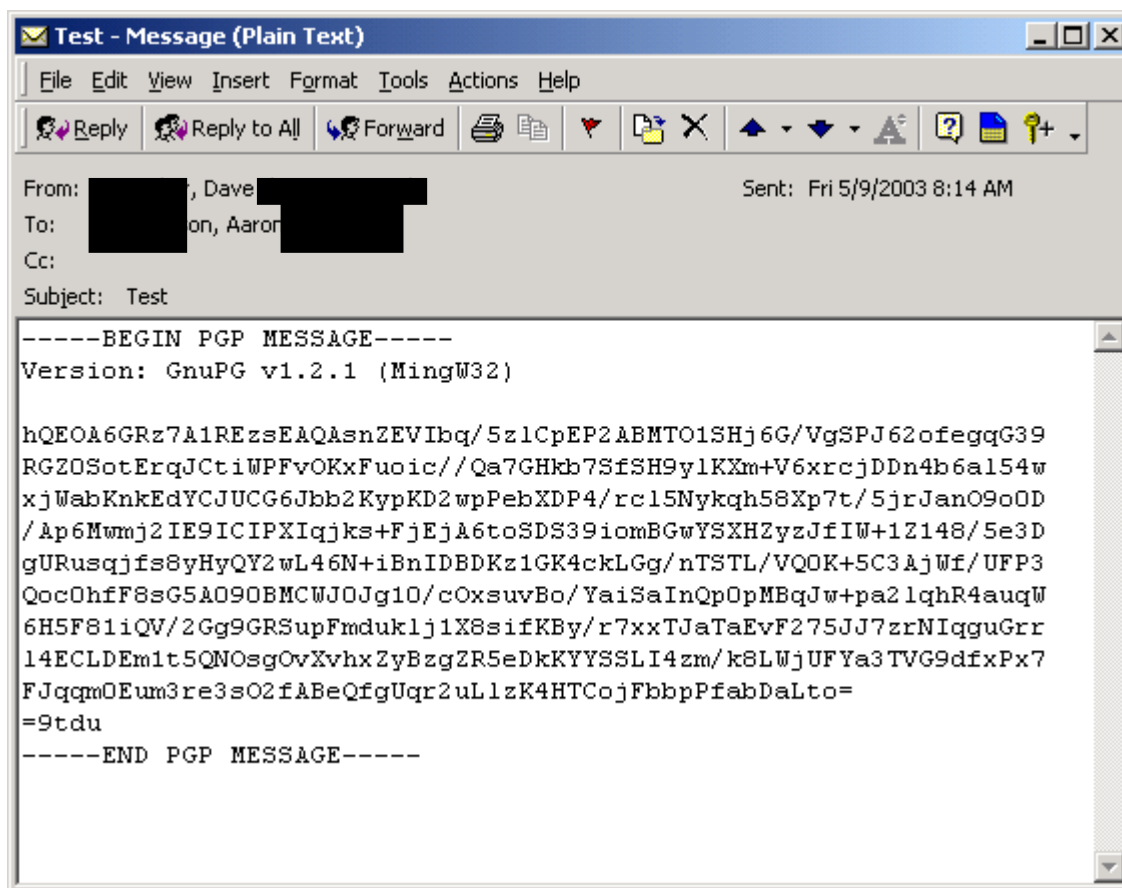 Test - Message (Plain Text)
File Edit View Insert Format Tools Actions Help
Reply Reply to All Forward
From: , Dave Sent: Fri 5/9/2003 8:14 AM
To: on, Aaron
Cc:
Subject: Test
-----BEGIN PGP MESSAGE-----
Version: GnuPG v1.2.1 (MingW32)
hQEOA6GRz7A1REzsEAQAsnZEVIbq/5zlCpEP2ABMTO1SHj6G/VgSPJ62ofegqG39
RGZOSotErqJCtiWPFvOKxFuoic//Qa7GHkb7SfSH9ylKXm+V6xrcjDDn4b6al54w
xjWabKnkEdYCJUCG6Jbb2KypKD2wpPebXDP4/rcl5Nykqh58Xp7t/5jrJanO9oOD
/Ap6Mwmj2IE9ICIPXIqjks+FjEjA6toSDS39iomBGwYSXHZyzJfIW+1Z148/5e3D
gURusqjfs8yHyQY2wL46N+iBnIDBDKz1GK4ckLGg/nTSTL/VQOK+5C3AjWf/UFP3
QocOhfF8sG5AO9OBMCWJOJg10/cOxsuvBo/YaiSaInQpOpMBqJw+pa2lqhR4auqW
6H5F81iQV/2Gg9GRSupFmduklj1X8sifKBy/r7xxTJaTaEvF275JJ7zrNIqguGrr
l4ECLDEm1t5QNOsgOvXvhxZyBzgZR5eDkKYYSSLI4zm/k8LWjUFYa3TVG9dfxPx7
FJqqmOEum3re3sO2fABeQfgUqr2uLlzK4HTCojFbbpPfabDaLto=
=9tdu
-----END PGP MESSAGE-----